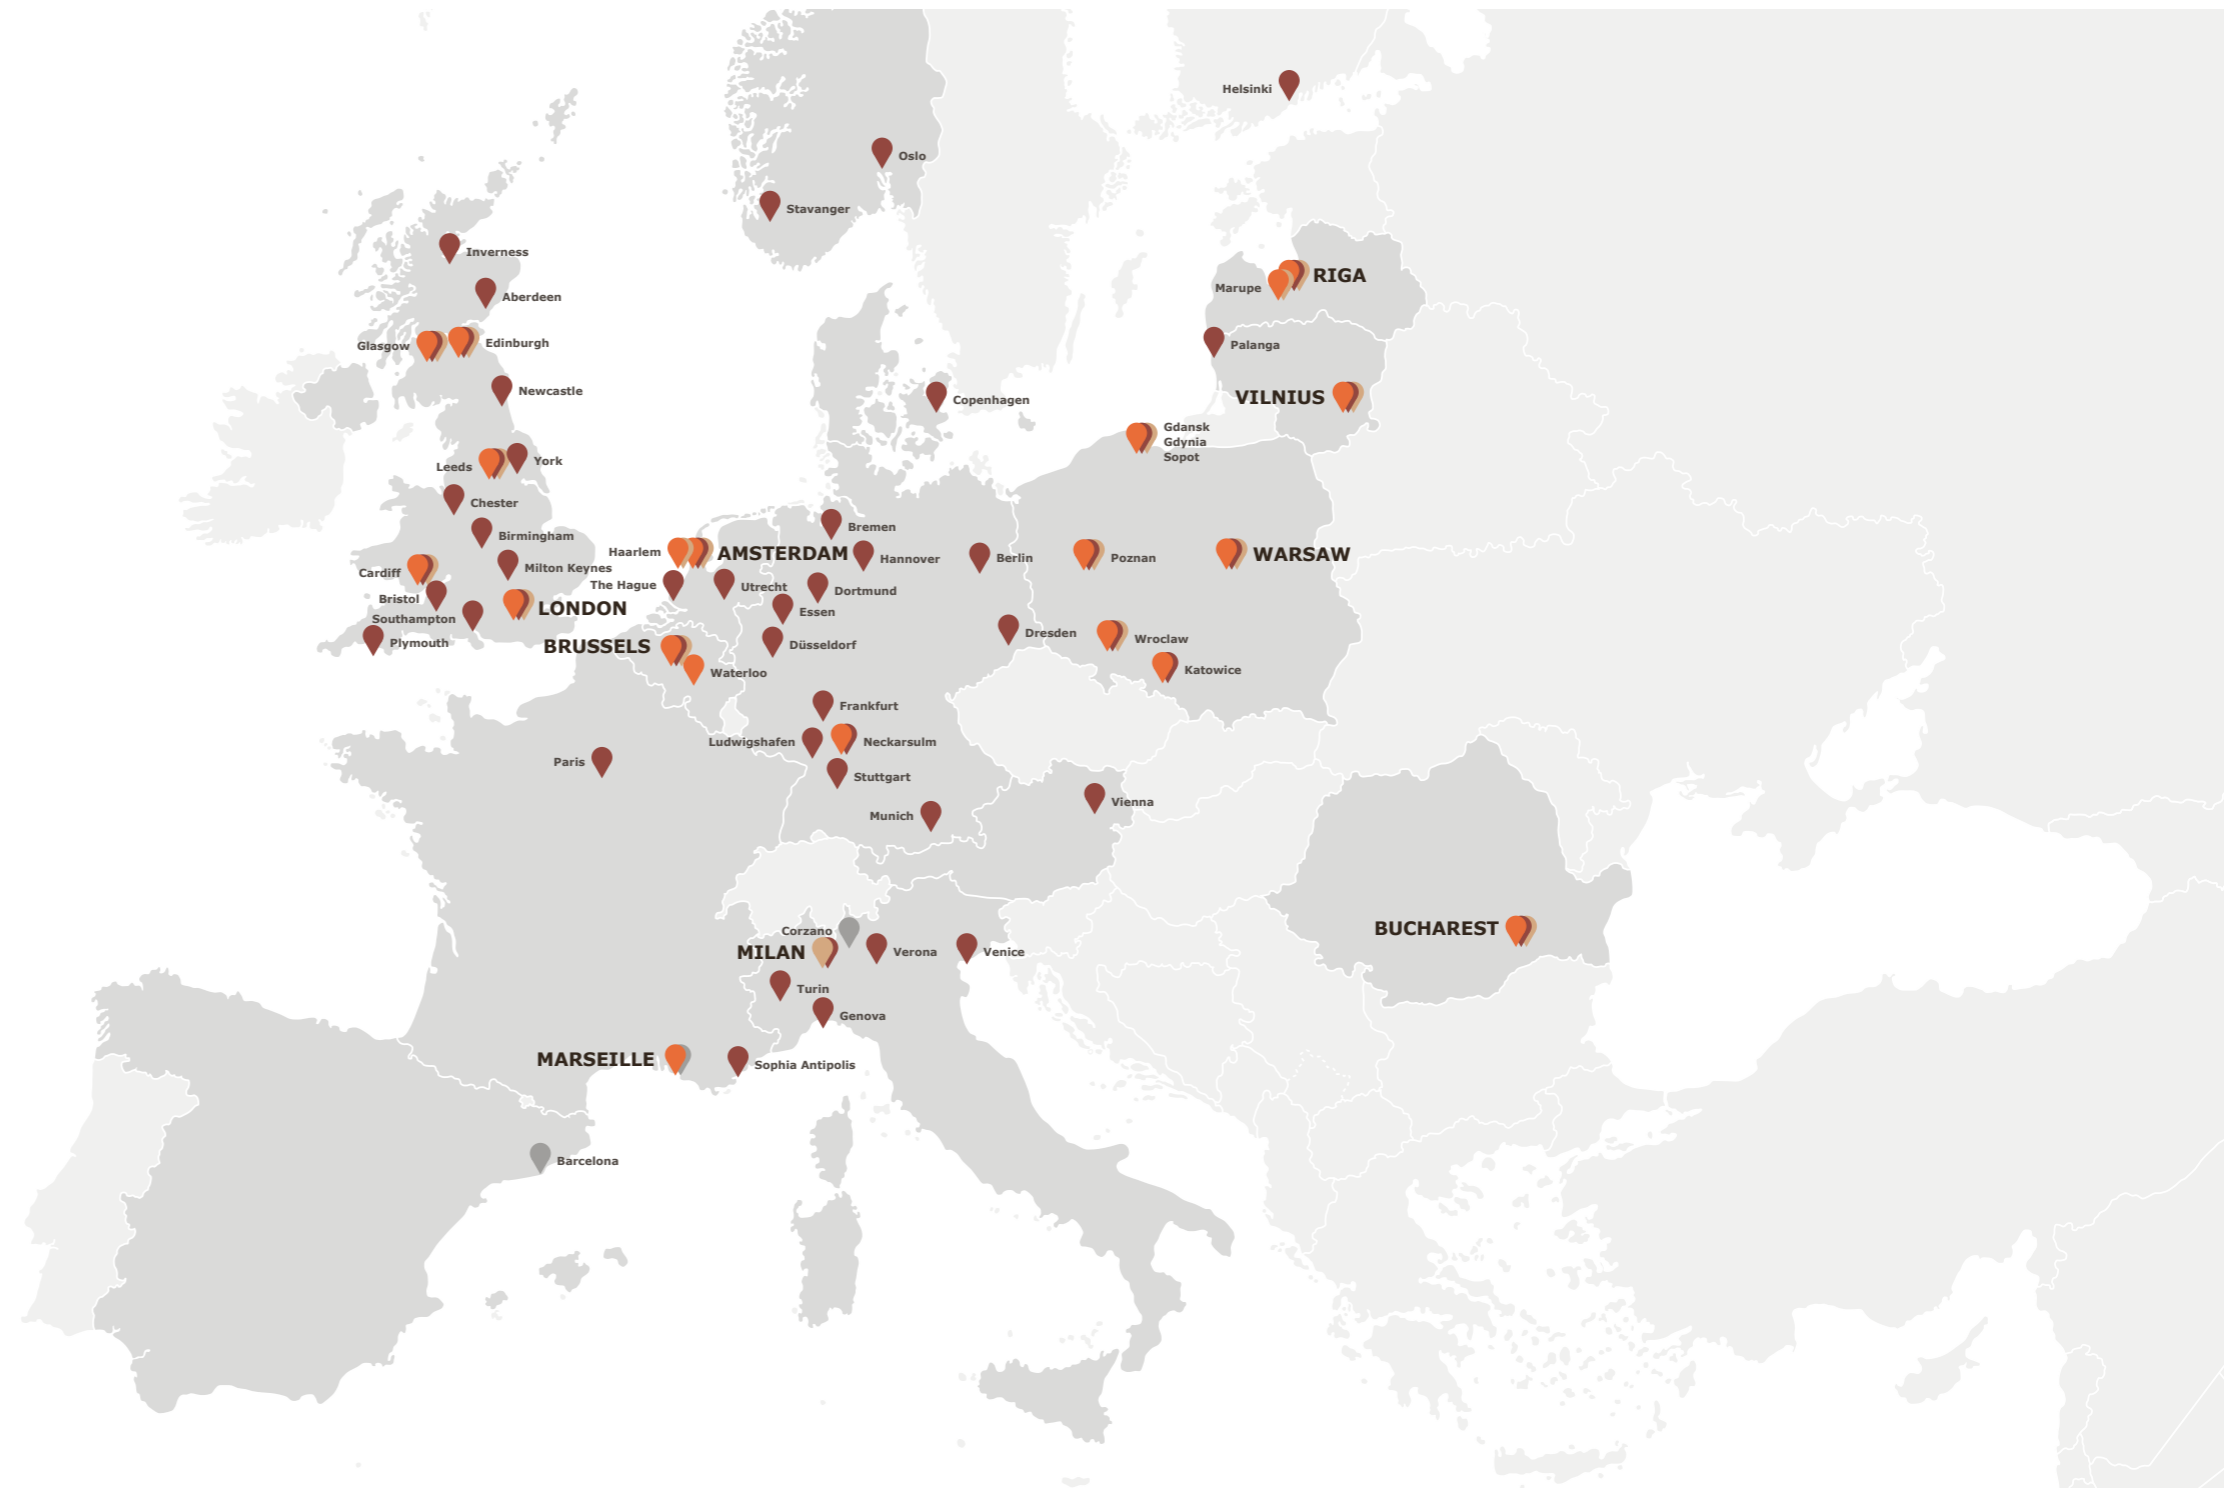 Helsinki
Oslo
Stavanger
Inverness
RIGA
Marupe
Aberdeen
Glasgow
Edinburgh
Palanga
Newcastle
VILNIUS
Copenhagen
Gdansk
Gdynia
Sopot
Leeds
York
Chester
Bremen
Birmingham
Haarlem
AMSTERDAM
Hannover
Berlin
Poznan
WARSAW
Milton Keynes
Cardiff
The Hague
Utrecht
Dortmund
Bristol
LONDON
Essen
Southampton
Dresden
Wroclaw
Plymouth
BRUSSELS
Düsseldorf
Waterloo
Katowice
Frankfurt
Ludwigshafen
Neckarsulm
Paris
Stuttgart
Vienna
Munich
BUCHAREST
Corzano
MILAN
Verona
Venice
Turin
Genova
MARSEILLE
Sophia Antipolis
Barcelona